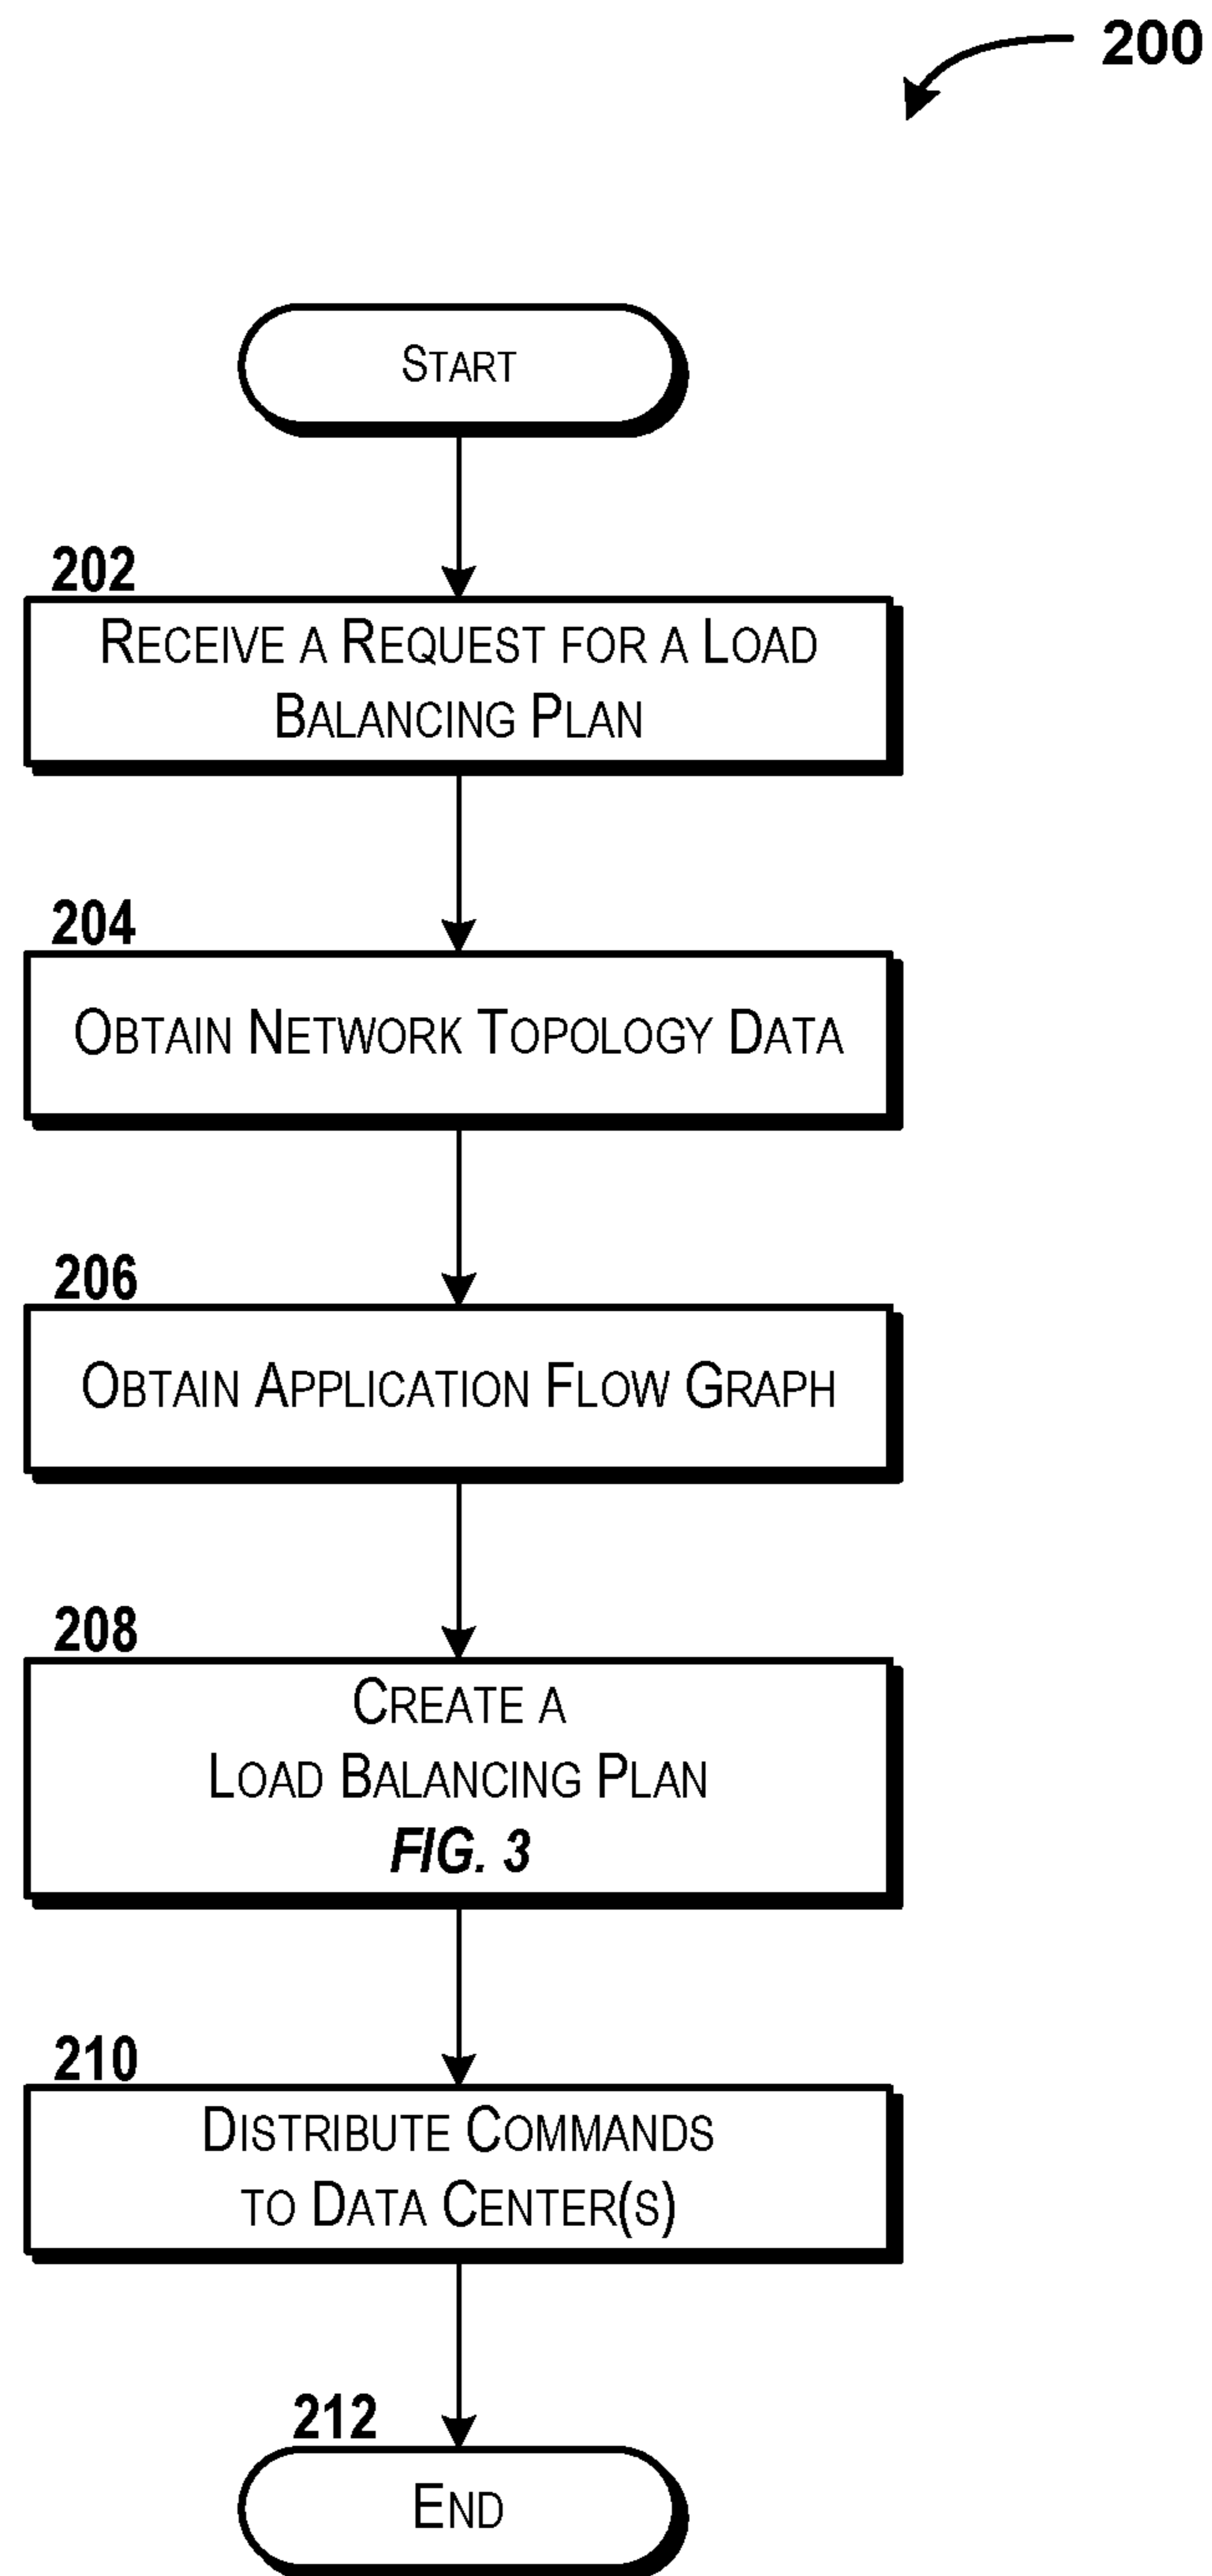 200
START
202
RECEIVE A REQUEST FOR A LOAD
BALANCING PLAN
204
OBTAIN NETWORK TOPOLOGY DATA
206
OBTAIN APPLICATION FLOW GRAPH
208
CREATE A
LOAD BALANCING PLAN
FIG. 3
210
DISTRIBUTE COMMANDS
TO DATA CENTER(S)
212
END